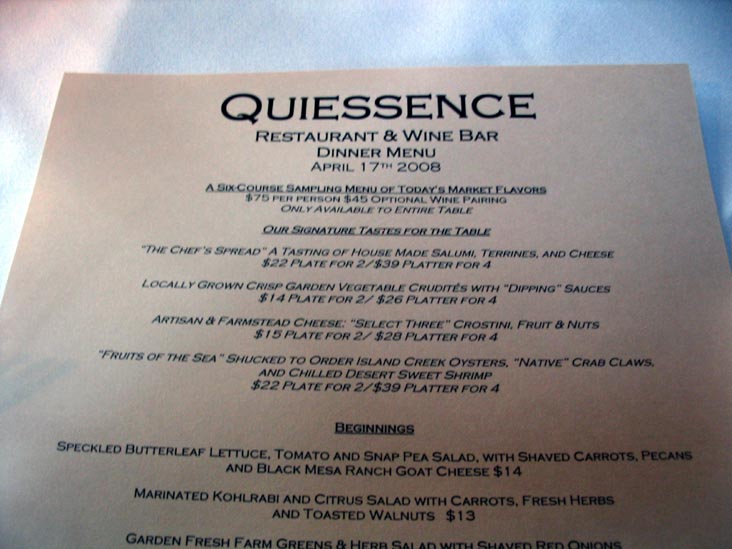 QUIESSENCE
RESTAURANT & WINE BAR
DINNER MENU
APRIL 17TH 2008
A SIX-COURSE SAMPLING MENU OF TODAY'S MARKET FLAVORS
$75 PER PERSON $45 OPTIONAL WINE PAIRING
ONLY AVAILABLE TO ENTIRE TABLE
OUR SIGNATURE TASTES FOR THE TABLE
"THE CHEF'S SPREAD" A TASTING OF HOUSE MADE SALUMI, TERRINES, AND CHEESE
$22 PLATE FOR 2/$39 PLATTER FOR 4
LOCALLY GROWN CRISP GARDEN VEGETABLE CRUDITÉS WITH "DIPPING" SAUCES
$14 PLATE FOR 2/ $26 PLATTER FOR 4
ARTISAN & FARMSTEAD CHEESE: "SELECT THREE" CROSTINI, FRUIT & NUTS
$15 PLATE FOR 2/ $28 PLATTER FOR 4
"FRUITS OF THE SEA" SHUCKED TO ORDER ISLAND CREEK OYSTERS, "NATIVE" CRAB CLAWS,
AND CHILLED DESERT SWEET SHRIMP
$22 PLATE FOR 2/$39 PLATTER FOR 4
BEGINNINGS
SPECKLED BUTTERLEAF LETTUCE, TOMATO AND SNAP PEA SALAD, WITH SHAVED CARROTS, PECANS
AND BLACK MESA RANCH GOAT CHEESE $14
MARINATED KOHLRABI AND CITRUS SALAD WITH CARROTS, FRESH HERBS
AND TOASTED WALNUTS $13
GARDEN FRESH FARM GREENS & HERB SALAD WITH SHAVED RED ONIONS